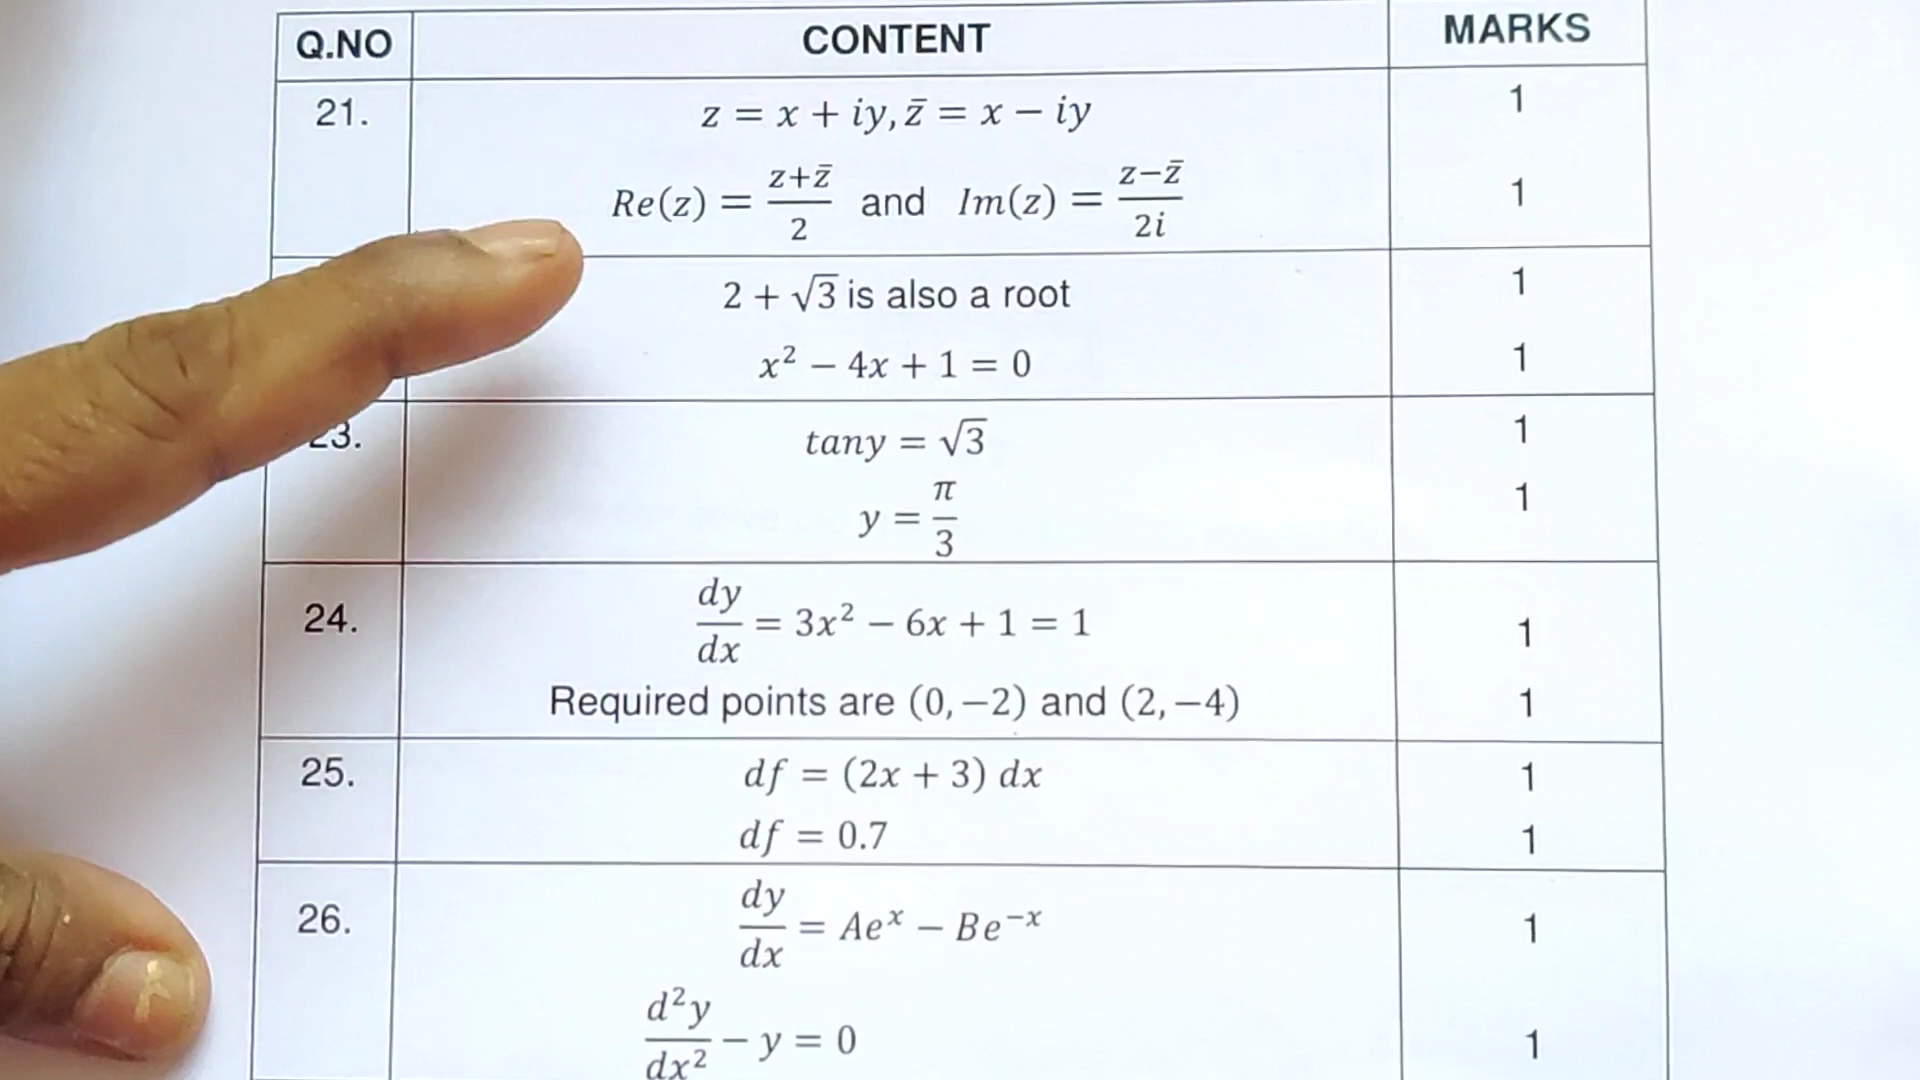 Q.NO CONTENT MARKS
21. z = x + iy, z̄ = x − iy 1
Re(z) = (z+z̄)/2 and Im(z) = (z−z̄)/2i 1
2 + √3 is also a root 1
x² − 4x + 1 = 0 1
23. tany = √3 1
y = π/3 1
24. dy/dx = 3x² − 6x + 1 = 1 1
Required points are (0, −2) and (2, −4) 1
25. df = (2x + 3) dx 1
df = 0.7 1
26. dy/dx = Ae^x − Be^−x 1
d²y/dx² − y = 0 1